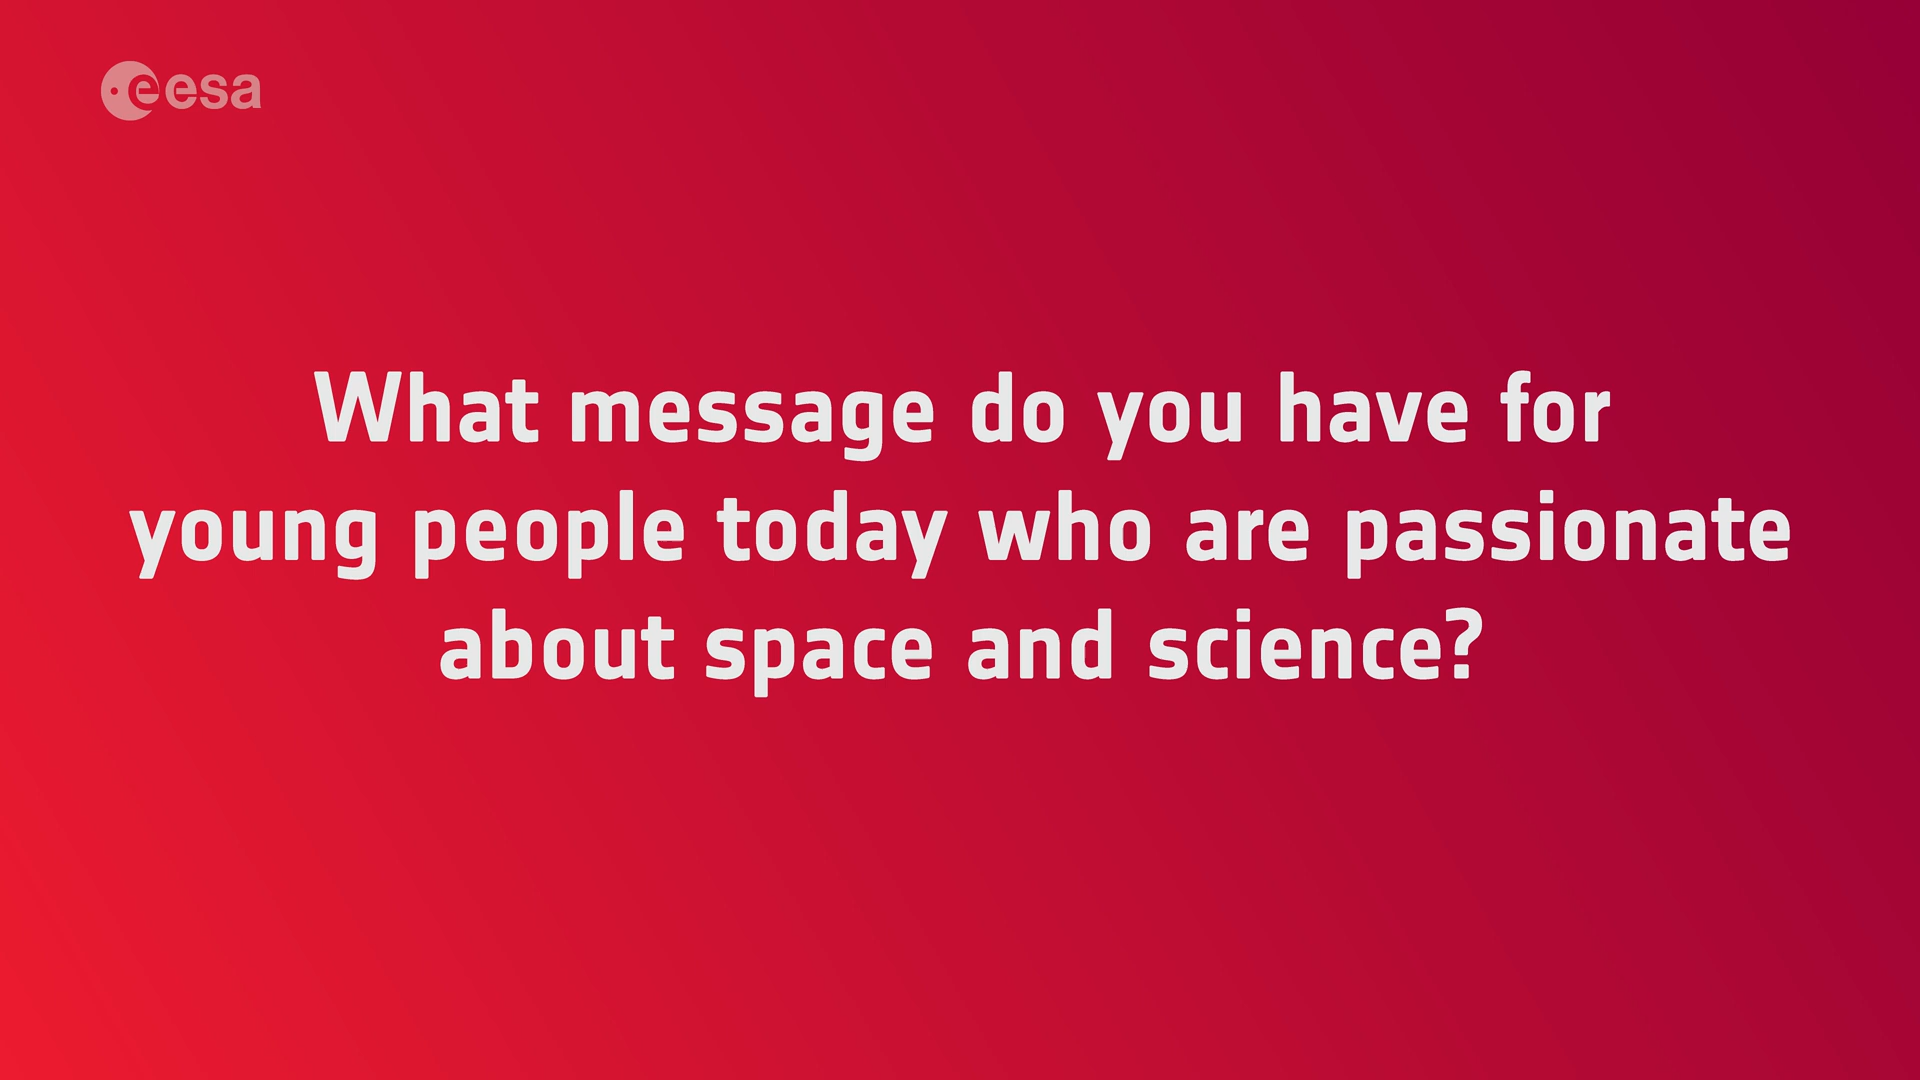 esa
What message do you have for
young people today who are passionate
about space and science?